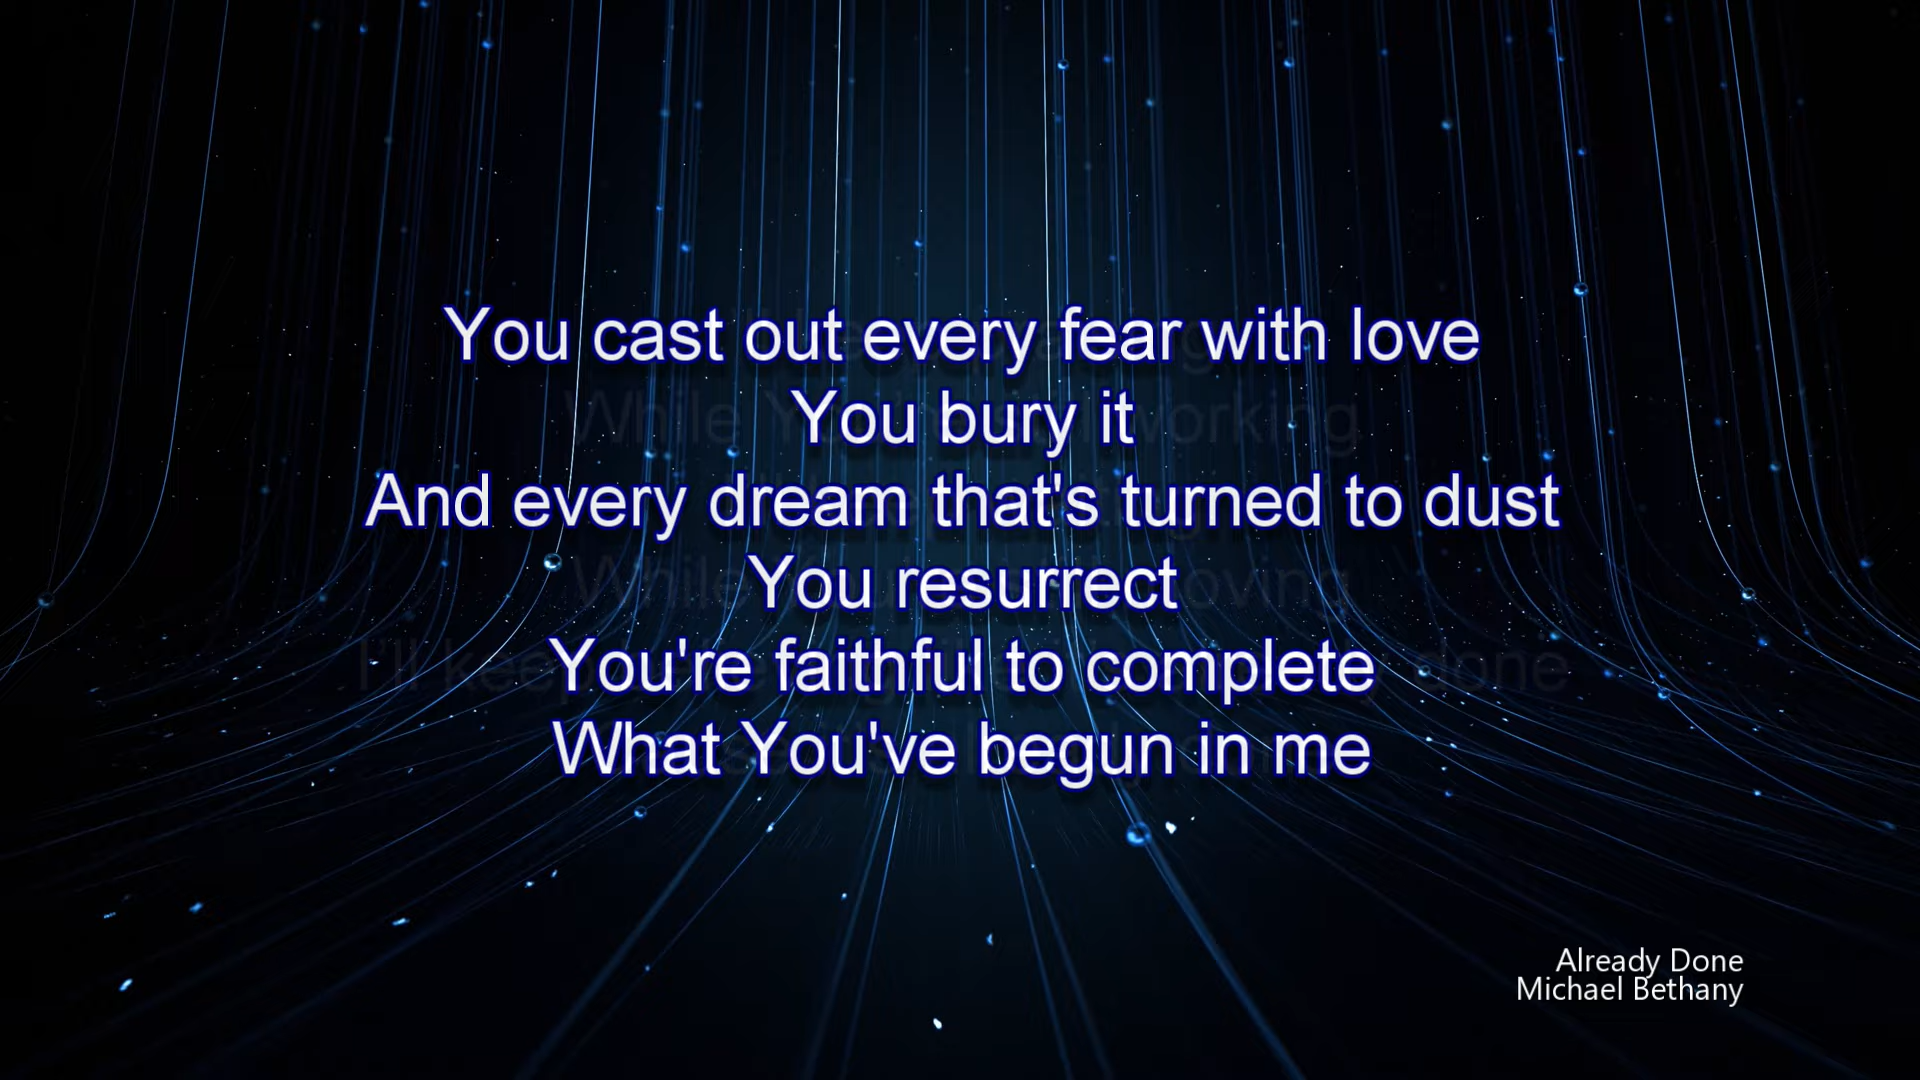 You cast out every fear with love
You bury it
And every dream that's turned to dust
You resurrect
You're faithful to complete
What You've begun in me
Already Done
Michael Bethany